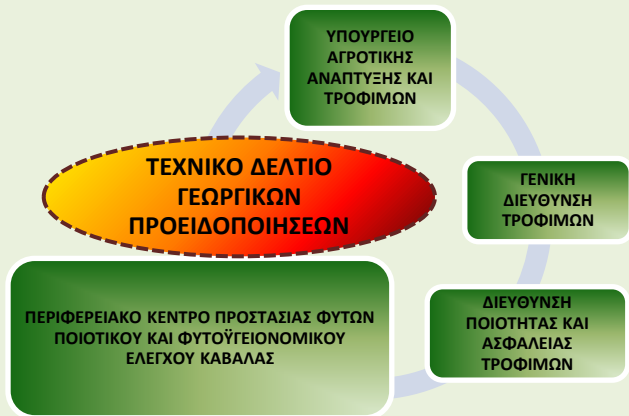 ΥΠΟΥΡΓΕΙΟ
ΑΓΡΟΤΙΚΗΣ
ΑΝΑΠΤΥΞΗΣ ΚΑΙ
ΤΡΟΦΙΜΩΝ
ΤΕΧΝΙΚΟ ΔΕΛΤΙΟ
ΓΕΩΡΓΙΚΩΝ
ΠΡΟΕΙΔΟΠΟΙΗΣΕΩΝ
ΓΕΝΙΚΗ
ΔΙΕΥΘΥΝΣΗ
ΤΡΟΦΙΜΩΝ
ΔΙΕΥΘΥΝΣΗ
ΠΟΙΟΤΗΤΑΣ ΚΑΙ
ΑΣΦΑΛΕΙΑΣ
ΤΡΟΦΙΜΩΝ
ΠΕΡΙΦΕΡΕΙΑΚΟ ΚΕΝΤΡΟ ΠΡΟΣΤΑΣΙΑΣ ΦΥΤΩΝ
ΠΟΙΟΤΙΚΟΥ ΚΑΙ ΦΥΤΟΫΓΕΙΟΝΟΜΙΚΟΥ
ΕΛΕΓΧΟΥ ΚΑΒΑΛΑΣ